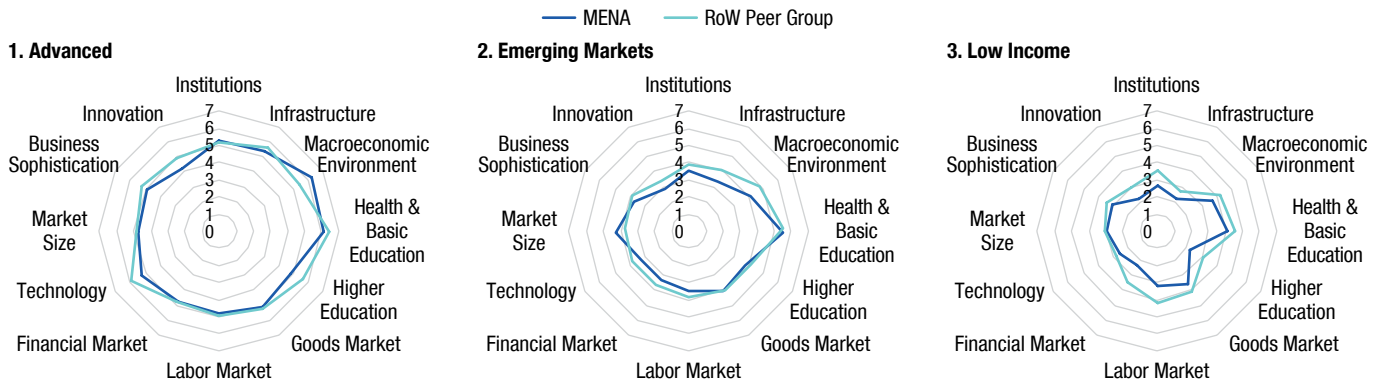 MENA
RoW Peer Group
1. Advanced
Institutions
Infrastructure
Macroeconomic
Environment
Health &
Basic
Education
Higher
Education
Goods Market
Labor Market
Financial Market
Technology
Market
Size
Business
Sophistication
Innovation
7
6
5
4
3
2
1
0
2. Emerging Markets
Institutions
Infrastructure
Macroeconomic
Environment
Health &
Basic
Education
Higher
Education
Goods Market
Labor Market
Financial Market
Technology
Market
Size
Business
Sophistication
Innovation
7
6
5
4
3
2
1
0
3. Low Income
Institutions
Infrastructure
Macroeconomic
Environment
Health &
Basic
Education
Higher
Education
Goods Market
Labor Market
Financial Market
Technology
Market
Size
Business
Sophistication
Innovation
7
6
5
4
3
2
1
0